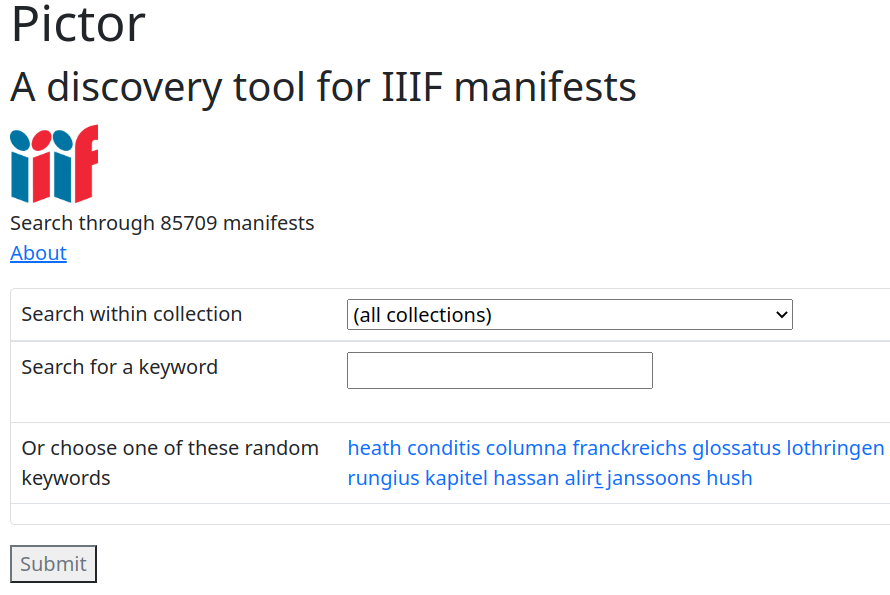 Pictor
A discovery tool for IIIF manifests
iiif
Search through 85709 manifests
About
Search within collection (all collections)
Search for a keyword
Or choose one of these random heath conditis columna franckreichs glossatus lothringen
keywords rungius kapitel hassan alirṯ janssoons hush
Submit